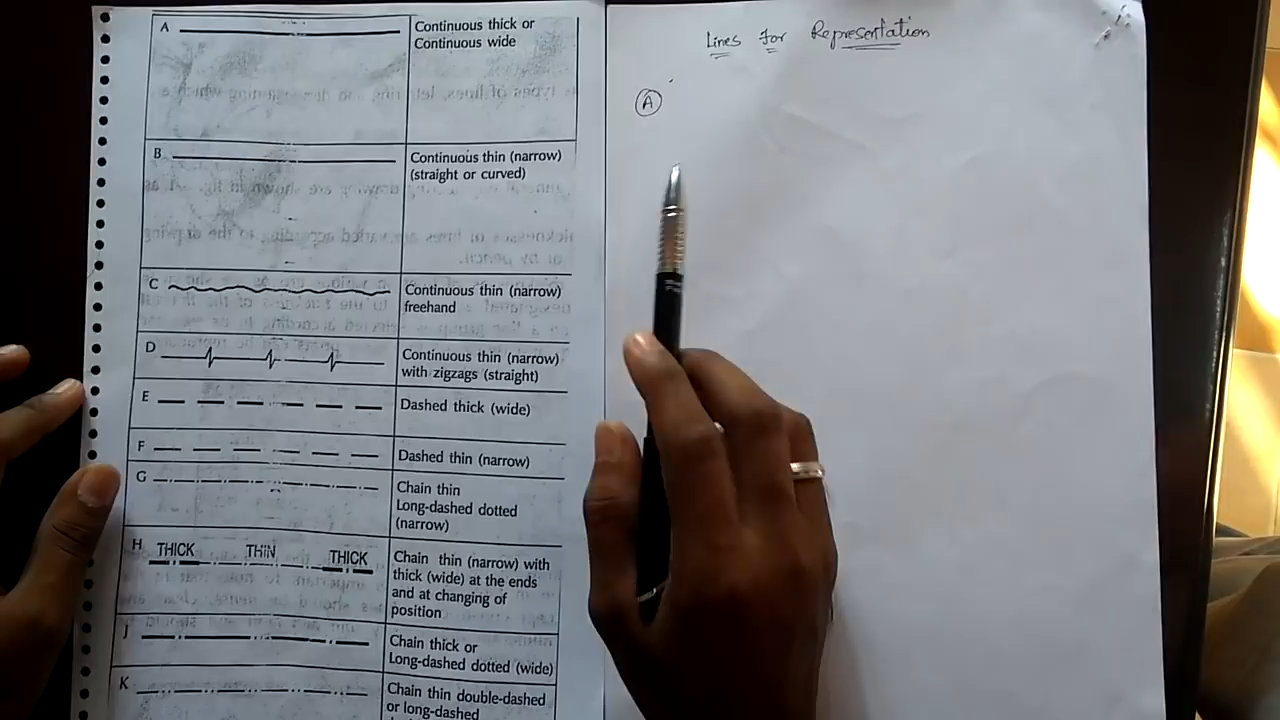 A
Continuous thick or
Continuous wide
B
Continuous thin (narrow)
(straight or curved)
C
Continuous thin (narrow)
freehand
D
Continuous thin (narrow)
with zigzags (straight)
E
Dashed thick (wide)
F
Dashed thin (narrow)
G
Chain thin
Long-dashed dotted
(narrow)
H THICK THIN THICK
Chain thin (narrow) with
thick (wide) at the ends
and at changing of
position
J
Chain thick or
Long-dashed dotted (wide)
K
Chain thin double-dashed
or long-dashed
Lines For Representation
A